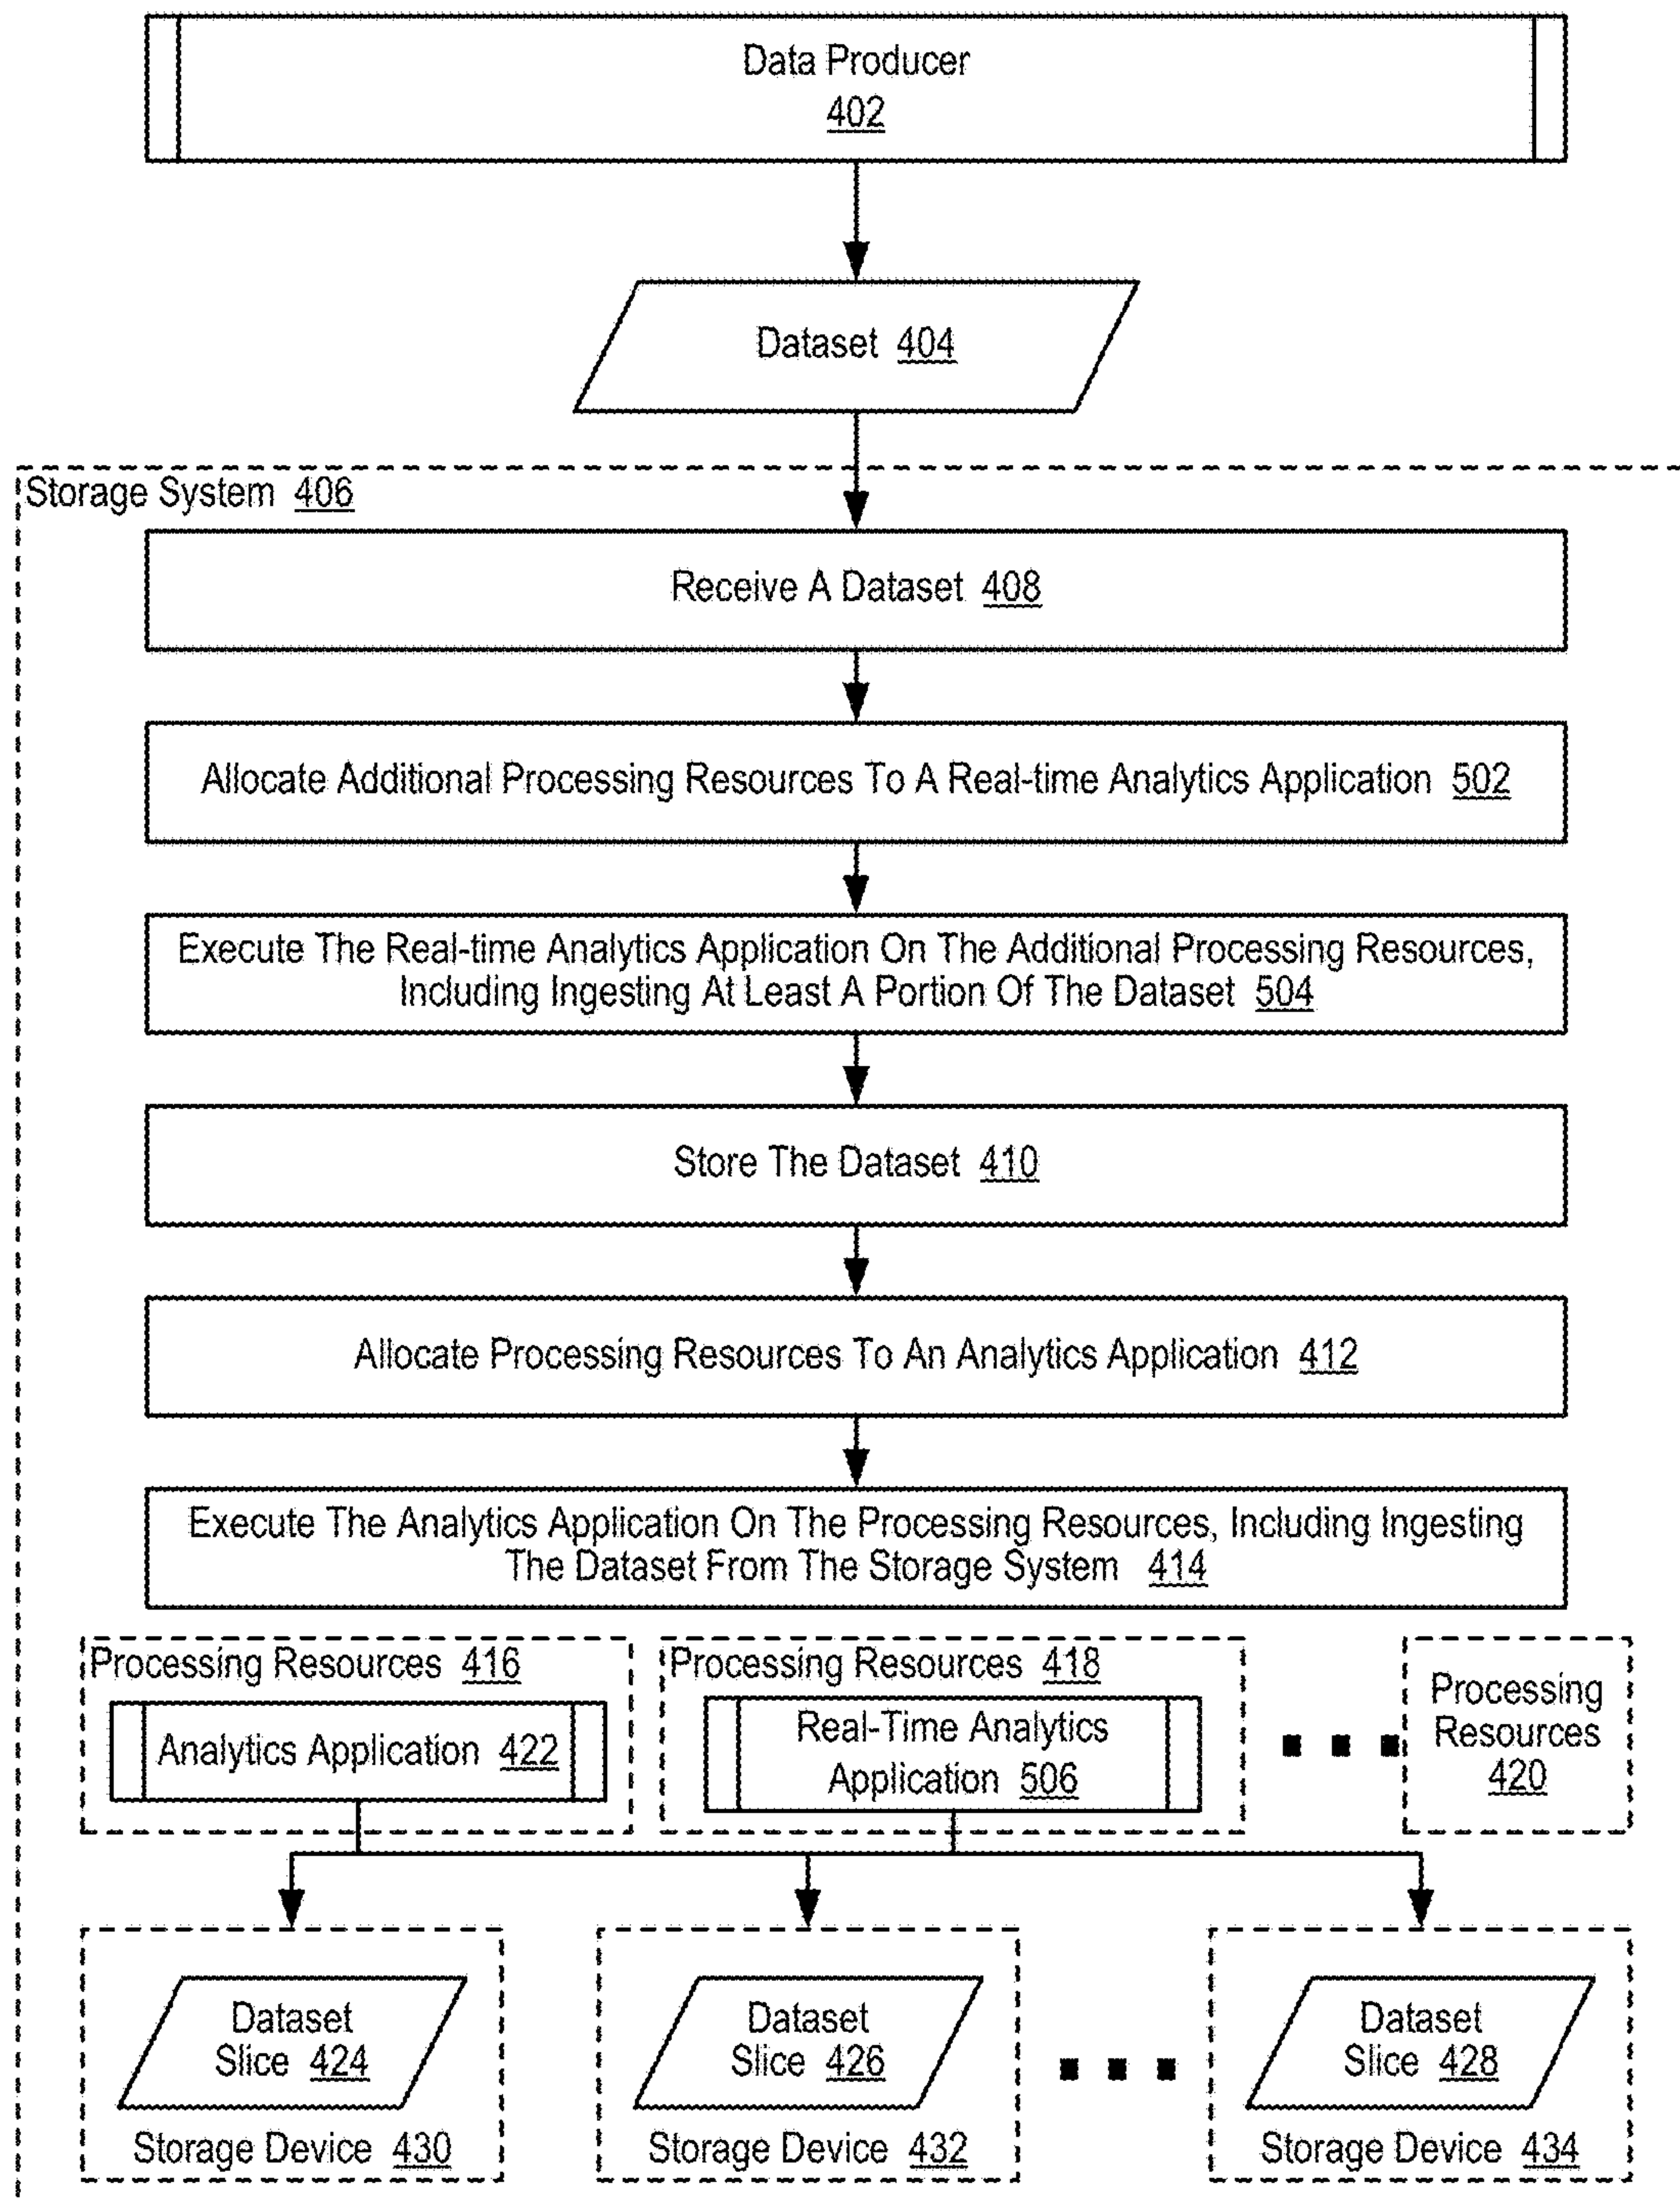 Data Producer
402
Dataset 404
Storage System 406
Receive A Dataset 408
Allocate Additional Processing Resources To A Real-time Analytics Application 502
Execute The Real-time Analytics Application On The Additional Processing Resources,
Including Ingesting At Least A Portion Of The Dataset 504
Store The Dataset 410
Allocate Processing Resources To An Analytics Application 412
Execute The Analytics Application On The Processing Resources, Including Ingesting
The Dataset From The Storage System 414
Processing Resources 416
Analytics Application 422
Processing Resources 418
Real-Time Analytics
Application 506
Processing
Resources
420
Dataset
Slice 424
Storage Device 430
Dataset
Slice 426
Storage Device 432
Dataset
Slice 428
Storage Device 434